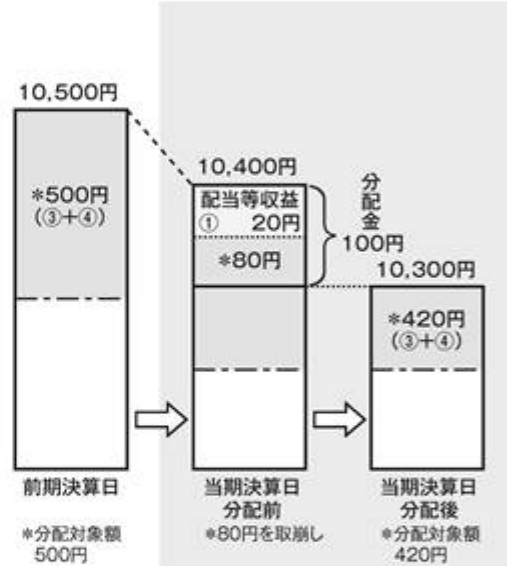 10,500円
*500円
(③+④)
前期決算日
*分配対象額
500円
10,400円
配当等収益
① 20円
*80円
分配金
100円
当期決算日
分配前
*80円を取崩し
10,300円
*420円
(③+④)
当期決算日
分配後
*分配対象額
420円